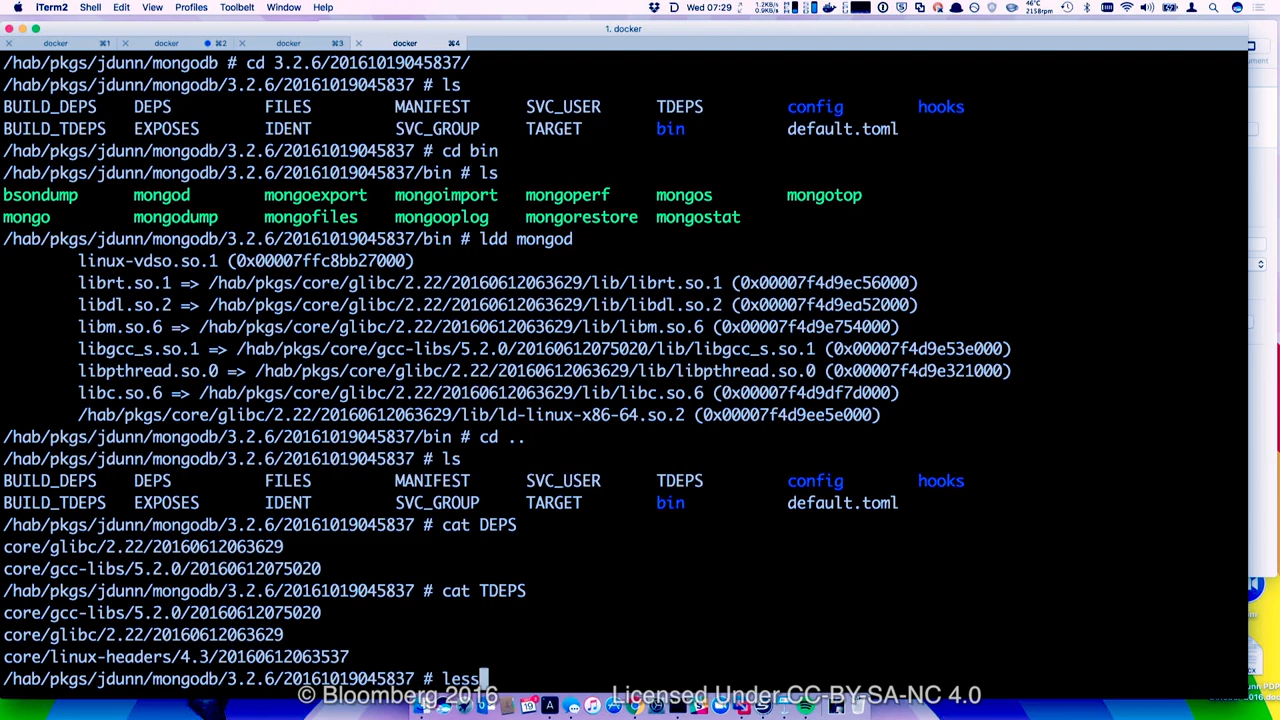 iTerm2 Shell Edit View Profiles Toolbelt Window Help 1.2KB/s 0.9KB/s Wed 07:29 46°C 2158rpm
1. docker
docker ⌘1 docker ⌘2 docker ⌘3 docker ⌘4
/hab/pkgs/jdunn/mongodb # cd 3.2.6/20161019045837/
/hab/pkgs/jdunn/mongodb/3.2.6/20161019045837 # ls
BUILD_DEPS DEPS FILES MANIFEST SVC_USER TDEPS config hooks
BUILD_TDEPS EXPOSES IDENT SVC_GROUP TARGET bin default.toml
/hab/pkgs/jdunn/mongodb/3.2.6/20161019045837 # cd bin
/hab/pkgs/jdunn/mongodb/3.2.6/20161019045837/bin # ls
bsondump mongod mongoexport mongoimport mongoperf mongos mongotop
mongo mongodump mongofiles mongooplog mongorestore mongostat
/hab/pkgs/jdunn/mongodb/3.2.6/20161019045837/bin # ldd mongod
linux-vdso.so.1 (0x00007ffc8bb27000)
librt.so.1 => /hab/pkgs/core/glibc/2.22/20160612063629/lib/librt.so.1 (0x00007f4d9ec56000)
libdl.so.2 => /hab/pkgs/core/glibc/2.22/20160612063629/lib/libdl.so.2 (0x00007f4d9ea52000)
libm.so.6 => /hab/pkgs/core/glibc/2.22/20160612063629/lib/libm.so.6 (0x00007f4d9e754000)
libgcc_s.so.1 => /hab/pkgs/core/gcc-libs/5.2.0/20160612075020/lib/libgcc_s.so.1 (0x00007f4d9e53e000)
libpthread.so.0 => /hab/pkgs/core/glibc/2.22/20160612063629/lib/libpthread.so.0 (0x00007f4d9e321000)
libc.so.6 => /hab/pkgs/core/glibc/2.22/20160612063629/lib/libc.so.6 (0x00007f4d9df7d000)
/hab/pkgs/core/glibc/2.22/20160612063629/lib/ld-linux-x86-64.so.2 (0x00007f4d9ee5e000)
/hab/pkgs/jdunn/mongodb/3.2.6/20161019045837/bin # cd ..
/hab/pkgs/jdunn/mongodb/3.2.6/20161019045837 # ls
BUILD_DEPS DEPS FILES MANIFEST SVC_USER TDEPS config hooks
BUILD_TDEPS EXPOSES IDENT SVC_GROUP TARGET bin default.toml
/hab/pkgs/jdunn/mongodb/3.2.6/20161019045837 # cat DEPS
core/glibc/2.22/20160612063629
core/gcc-libs/5.2.0/20160612075020
/hab/pkgs/jdunn/mongodb/3.2.6/20161019045837 # cat TDEPS
core/gcc-libs/5.2.0/20160612075020
core/glibc/2.22/20160612063629
core/linux-headers/4.3/20160612063537
/hab/pkgs/jdunn/mongodb/3.2.6/20161019045837 # less
© Bloomberg 2016 Licensed Under CC-BY-SA-NC 4.0